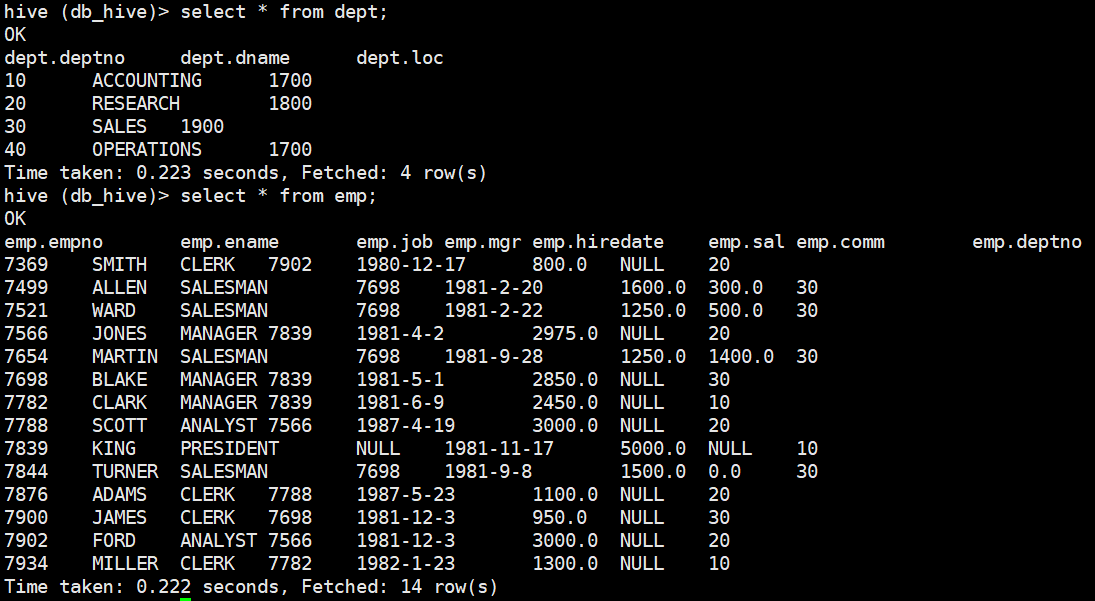 hive (db_hive)> select * from dept;
OK
dept.deptno     dept.dname      dept.loc
10      ACCOUNTING      1700
20      RESEARCH        1800
30      SALES   1900
40      OPERATIONS      1700
Time taken: 0.223 seconds, Fetched: 4 row(s)
hive (db_hive)> select * from emp;
OK
emp.empno       emp.ename       emp.job emp.mgr emp.hiredate    emp.sal emp.comm        emp.deptno
7369    SMITH   CLERK   7902    1980-12-17      800.0   NULL    20
7499    ALLEN   SALESMAN        7698    1981-2-20       1600.0  300.0   30
7521    WARD    SALESMAN        7698    1981-2-22       1250.0  500.0   30
7566    JONES   MANAGER 7839    1981-4-2        2975.0  NULL    20
7654    MARTIN  SALESMAN        7698    1981-9-28       1250.0  1400.0  30
7698    BLAKE   MANAGER 7839    1981-5-1        2850.0  NULL    30
7782    CLARK   MANAGER 7839    1981-6-9        2450.0  NULL    10
7788    SCOTT   ANALYST 7566    1987-4-19       3000.0  NULL    20
7839    KING    PRESIDENT       NULL    1981-11-17      5000.0  NULL    10
7844    TURNER  SALESMAN        7698    1981-9-8        1500.0  0.0     30
7876    ADAMS   CLERK   7788    1987-5-23       1100.0  NULL    20
7900    JAMES   CLERK   7698    1981-12-3       950.0   NULL    30
7902    FORD    ANALYST 7566    1981-12-3       3000.0  NULL    20
7934    MILLER  CLERK   7782    1982-1-23       1300.0  NULL    10
Time taken: 0.222 seconds, Fetched: 14 row(s)